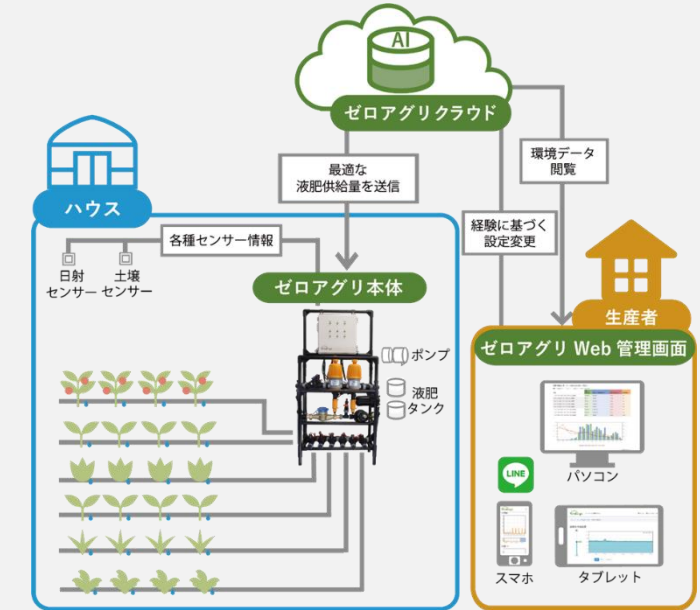 AI
ゼロアグリクラウド
最適な
液肥供給量を送信
環境データ
閲覧
経験に基づく
設定変更
ハウス
各種センサー情報
日射
センサー
土壌
センサー
ゼロアグリ本体
ポンプ
液肥
タンク
生産者
ゼロアグリ Web 管理画面
パソコン
LINE
スマホ
タブレット